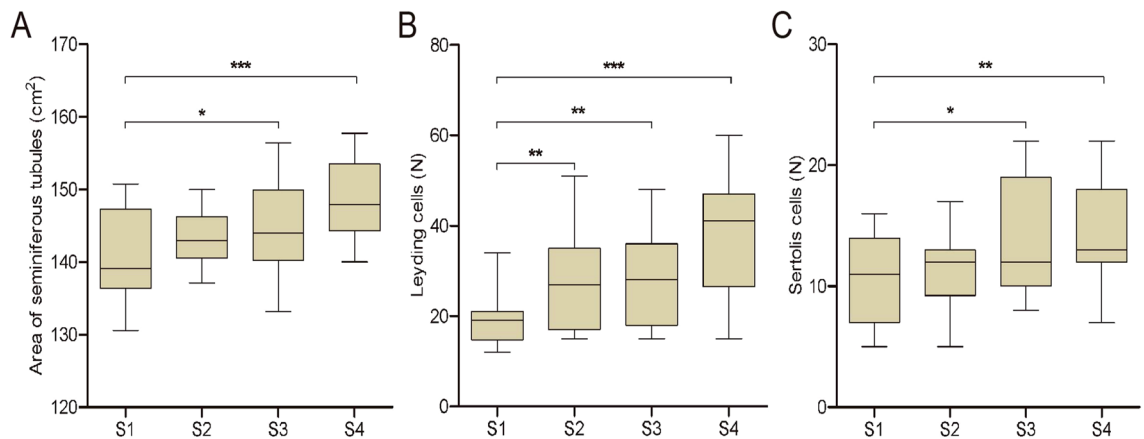 A
Area of seminiferous tubules (cm²)
170
160
150
140
130
120
***
*
S1 S2 S3 S4
B
Leyding cells (N)
80
60
40
20
0
***
**
**
S1 S2 S3 S4
C
Sertolis cells (N)
30
20
10
0
**
*
S1 S2 S3 S4